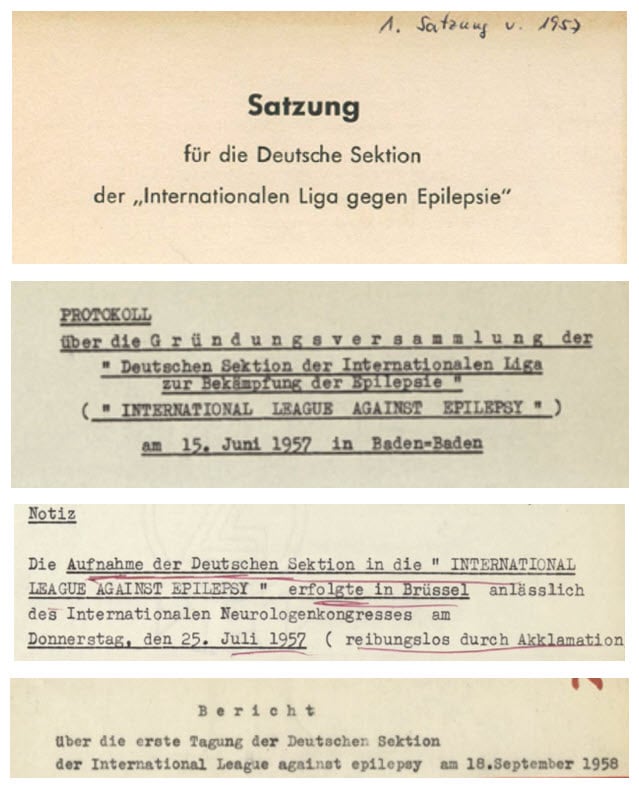 1. Satzung v. 1957
Satzung
für die Deutsche Sektion
der „Internationalen Liga gegen Epilepsie“
PROTOKOLL
über die Gründungsversammlung der
" Deutschen Sektion der Internationalen Liga
zur Bekämpfung der Epilepsie "
( " INTERNATIONAL LEAGUE AGAINST EPILEPSY " )
am 15. Juni 1957 in Baden-Baden
Notiz
Die Aufnahme der Deutschen Sektion in die " INTERNATIONAL
LEAGUE AGAINST EPILEPSY " erfolgte in Brüssel anlässlich
des Internationalen Neurologenkongresses am
Donnerstag, den 25. Juli 1957 ( reibungslos durch Akklamation
Bericht
über die erste Tagung der Deutschen Sektion
der International League against epilepsy am 18.September 1958